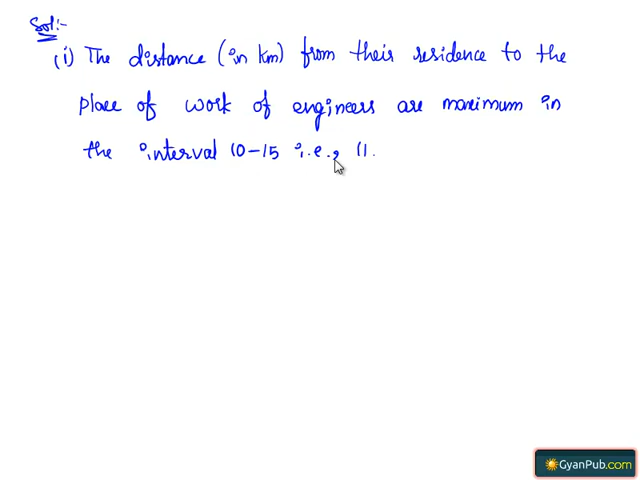 Sol:-
(i) The distance (in km) from their residence to the
place of work of engineers are maximum in
the interval 10-15 i.e., 11.
GyanPub.com